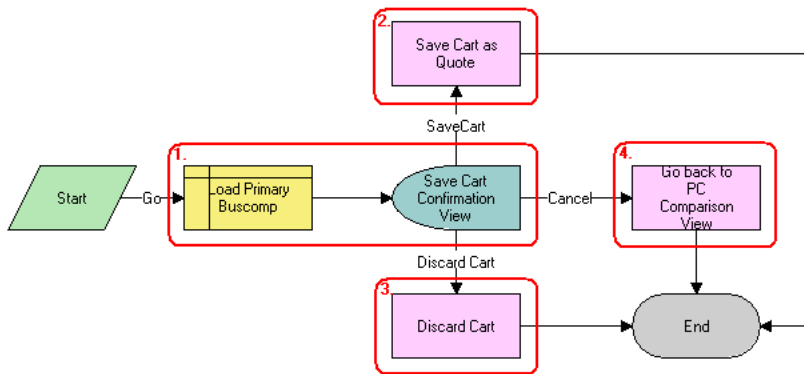 2.
Save Cart as
Quote
SaveCart
1.
4.
Start
Go
Load Primary
Buscomp
Save Cart
Confirmation
View
Cancel
Go back to
PC
Comparison
View
Discard Cart
3.
Discard Cart
End